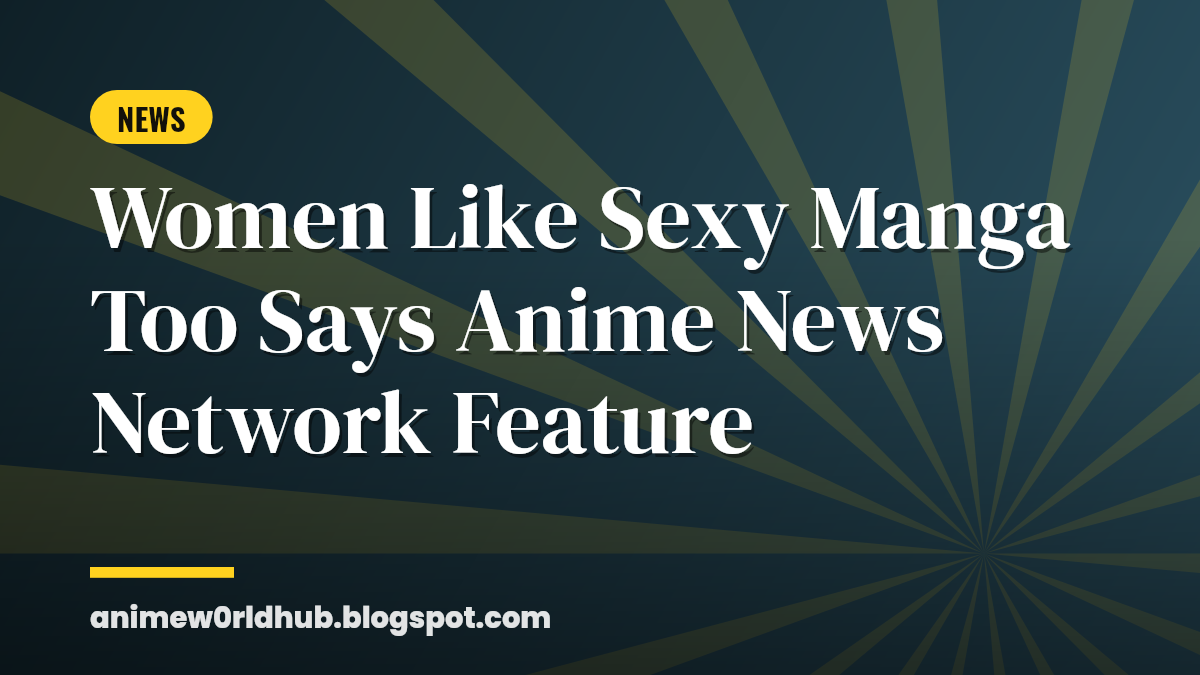 NEWS
Women Like Sexy Manga
Too Says Anime News
Network Feature
animew0rldhub.blogspot.com